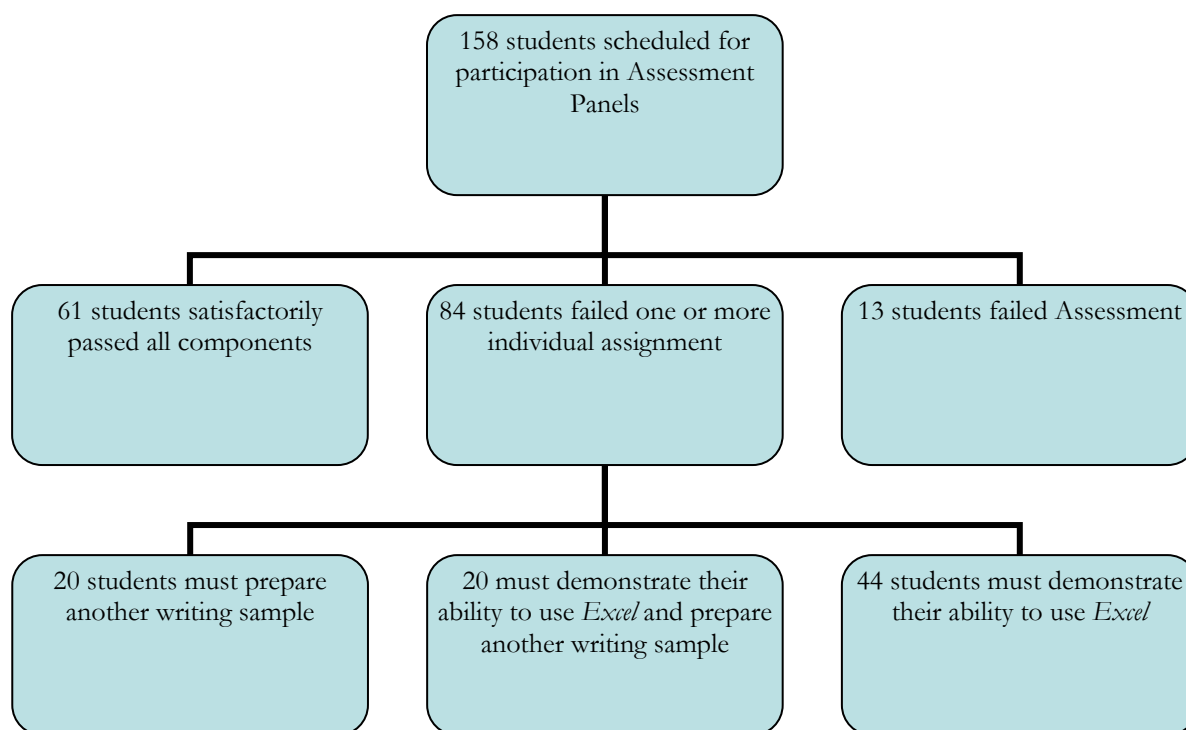 158 students scheduled for
participation in Assessment
Panels
61 students satisfactorily
passed all components
84 students failed one or more
individual assignment
13 students failed Assessment
20 students must prepare
another writing sample
20 must demonstrate their
ability to use Excel and prepare
another writing sample
44 students must demonstrate
their ability to use Excel